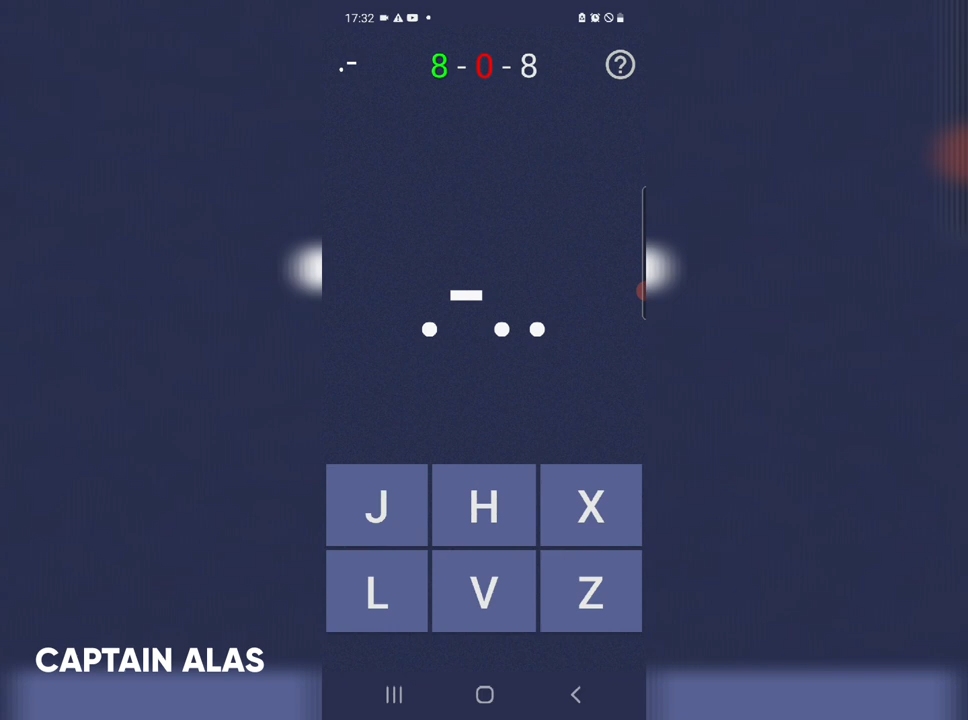 17:32
.- 8 - 0 - 8 ?
. - . .
J H X
L V Z
CAPTAIN ALAS